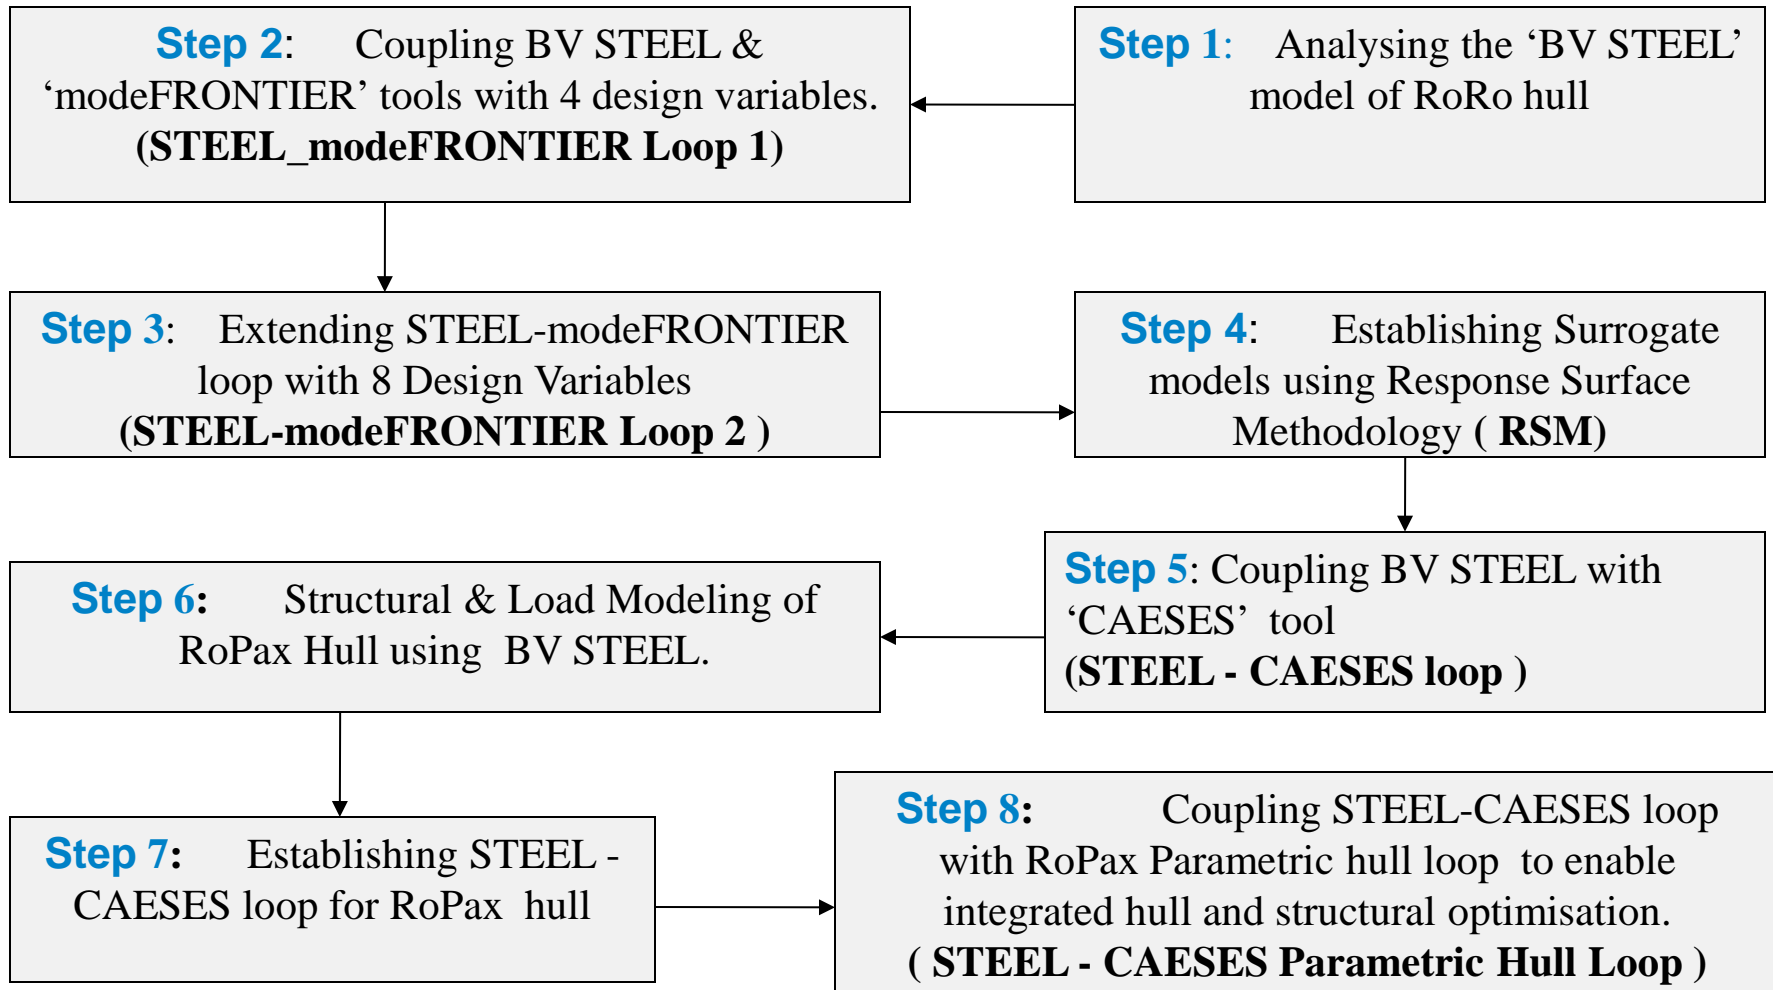 Step 1: Analysing the ‘BV STEEL’
model of RoRo hull
Step 2: Coupling BV STEEL &
‘modeFRONTIER’ tools with 4 design variables.
(STEEL_modeFRONTIER Loop 1)
Step 3: Extending STEEL-modeFRONTIER
loop with 8 Design Variables
(STEEL-modeFRONTIER Loop 2 )
Step 4: Establishing Surrogate
models using Response Surface
Methodology ( RSM)
Step 5: Coupling BV STEEL with
‘CAESES’ tool
(STEEL - CAESES loop )
Step 6: Structural & Load Modeling of
RoPax Hull using BV STEEL.
Step 7: Establishing STEEL -
CAESES loop for RoPax hull
Step 8: Coupling STEEL-CAESES loop
with RoPax Parametric hull loop to enable
integrated hull and structural optimisation.
( STEEL - CAESES Parametric Hull Loop )